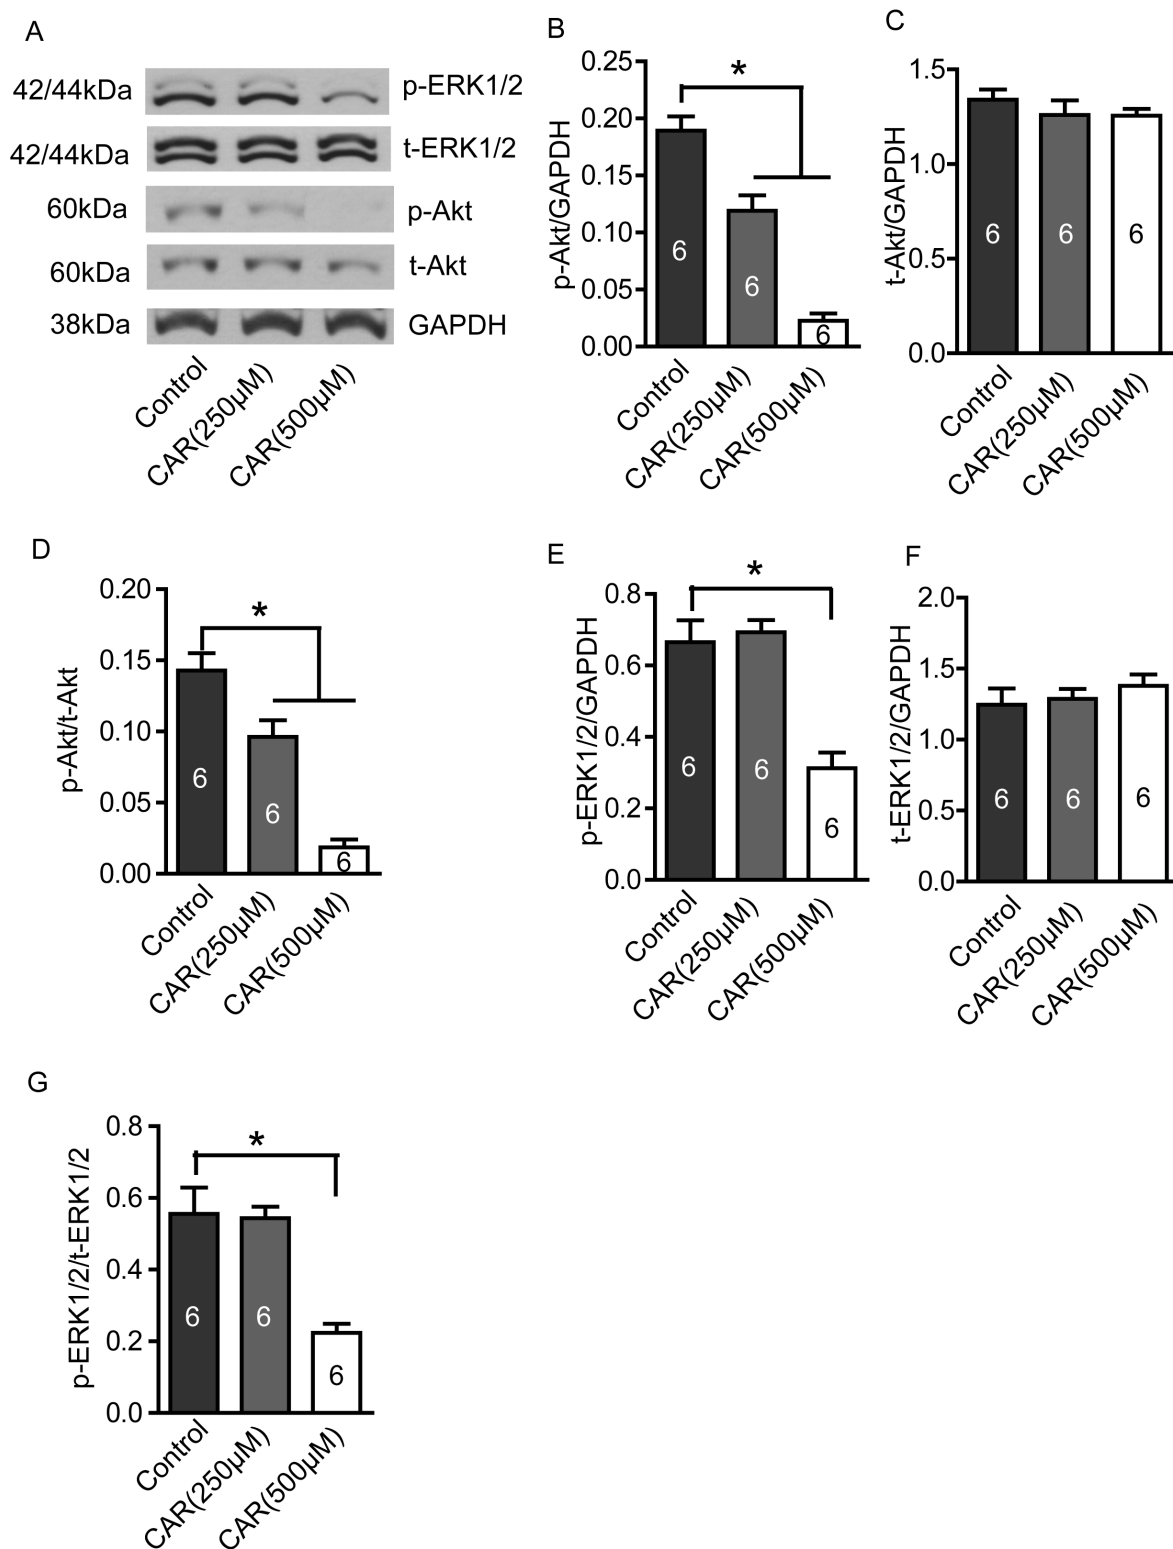 A
42/44kDa p-ERK1/2
42/44kDa t-ERK1/2
60kDa p-Akt
60kDa t-Akt
38kDa GAPDH
Control
CAR(250μM)
CAR(500μM)
B
p-Akt/GAPDH
0.25
0.20
0.15
0.10
0.05
0.00
*
6
6
6
Control
CAR(250μM)
CAR(500μM)
C
t-Akt/GAPDH
1.5
1.0
0.5
0.0
6
6
6
Control
CAR(250μM)
CAR(500μM)
D
p-Akt/t-Akt
0.20
0.15
0.10
0.05
0.00
*
6
6
6
Control
CAR(250μM)
CAR(500μM)
E
p-ERK1/2/GAPDH
0.8
0.6
0.4
0.2
0.0
*
6
6
6
Control
CAR(250μM)
CAR(500μM)
F
t-ERK1/2/GAPDH
2.0
1.5
1.0
0.5
0.0
6
6
6
Control
CAR(250μM)
CAR(500μM)
G
p-ERK1/2/t-ERK1/2
0.8
0.6
0.4
0.2
0.0
*
6
6
6
Control
CAR(250μM)
CAR(500μM)